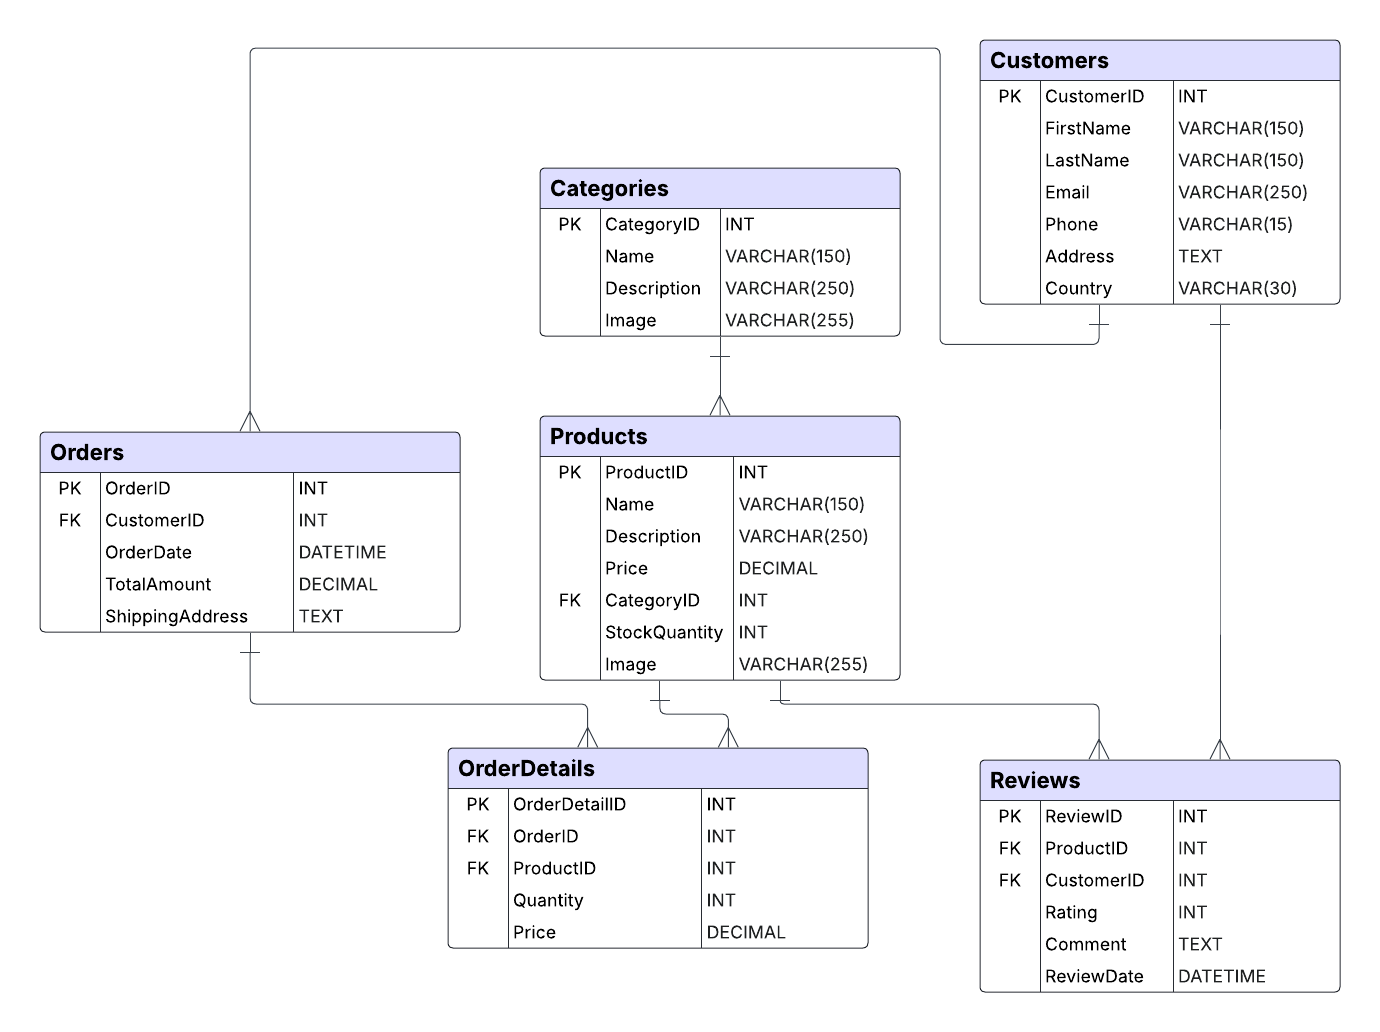 Customers
PK CustomerID INT
FirstName VARCHAR(150)
LastName VARCHAR(150)
Email VARCHAR(250)
Phone VARCHAR(15)
Address TEXT
Country VARCHAR(30)
Categories
PK CategoryID INT
Name VARCHAR(150)
Description VARCHAR(250)
Image VARCHAR(255)
Orders
PK OrderID INT
FK CustomerID INT
OrderDate DATETIME
TotalAmount DECIMAL
ShippingAddress TEXT
Products
PK ProductID INT
Name VARCHAR(150)
Description VARCHAR(250)
Price DECIMAL
FK CategoryID INT
StockQuantity INT
Image VARCHAR(255)
OrderDetails
PK OrderDetailID INT
FK OrderID INT
FK ProductID INT
Quantity INT
Price DECIMAL
Reviews
PK ReviewID INT
FK ProductID INT
FK CustomerID INT
Rating INT
Comment TEXT
ReviewDate DATETIME